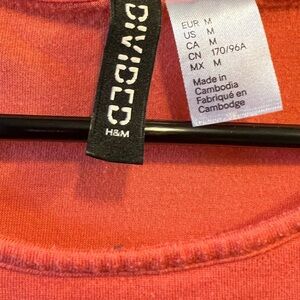 DIVIDED
H&M
EUR M
US M
CA M
CN 170/96A
MX M
Made in
Cambodia
Fabriqué en
Cambodge